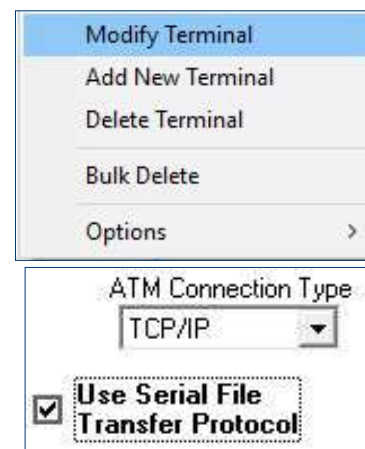 Modify Terminal
Add New Terminal
Delete Terminal
Bulk Delete
Options
ATM Connection Type
TCP/IP
Use Serial File
Transfer Protocol